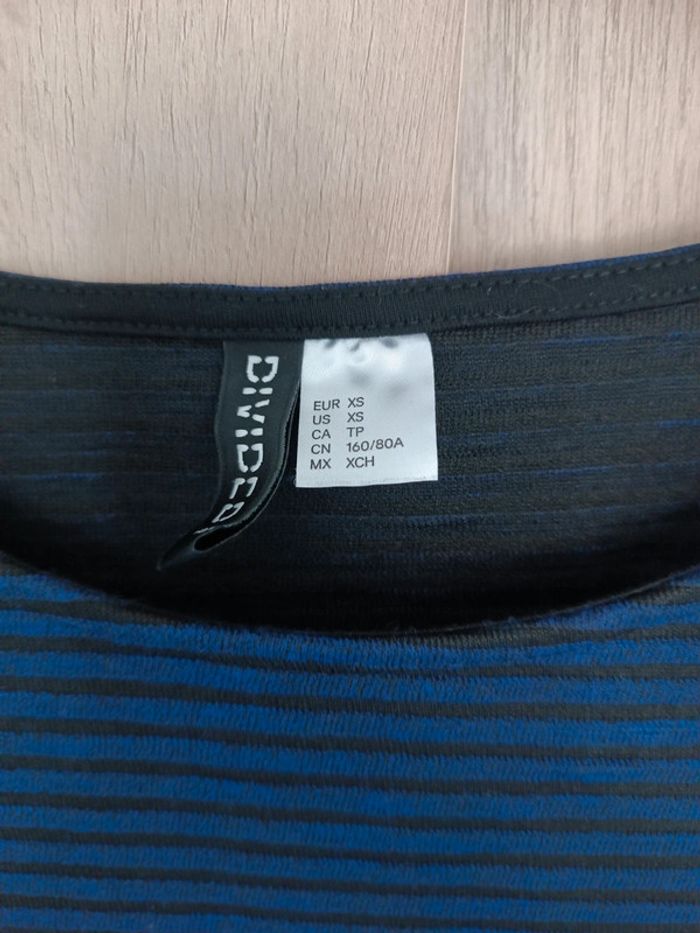 DIVIDED
EUR XS
US XS
CA TP
CN 160/80A
MX XCH